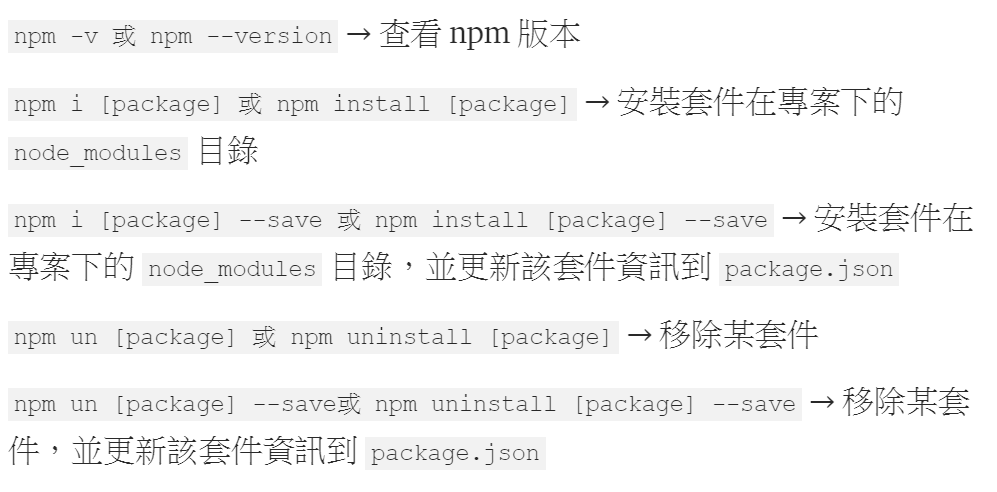 npm -v 或 npm --version → 查看 npm 版本
npm i [package] 或 npm install [package] → 安裝套件在專案下的
node_modules 目錄
npm i [package] --save 或 npm install [package] --save → 安裝套件在
專案下的 node_modules 目錄，並更新該套件資訊到 package.json
npm un [package] 或 npm uninstall [package] → 移除某套件
npm un [package] --save或 npm uninstall [package] --save → 移除某套
件，並更新該套件資訊到 package.json